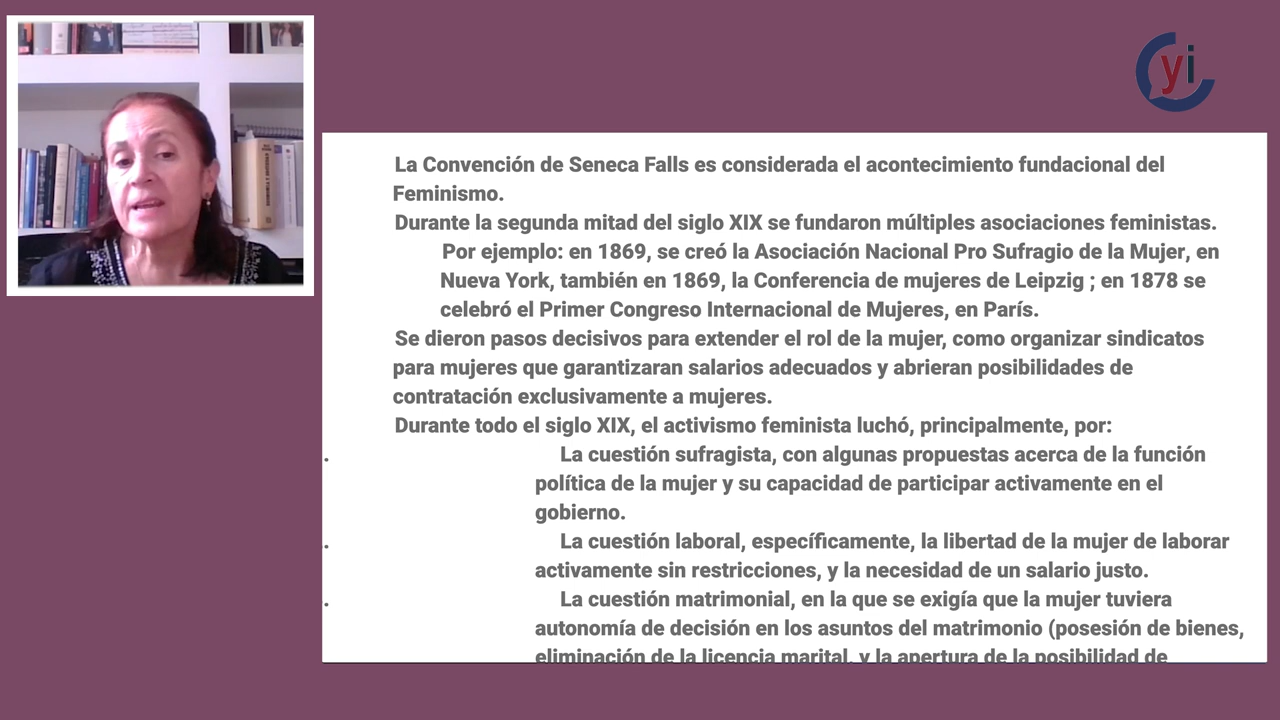 yi
La Convención de Seneca Falls es considerada el acontecimiento fundacional del
Feminismo.
Durante la segunda mitad del siglo XIX se fundaron múltiples asociaciones feministas.
Por ejemplo: en 1869, se creó la Asociación Nacional Pro Sufragio de la Mujer, en
Nueva York, también en 1869, la Conferencia de mujeres de Leipzig ; en 1878 se
celebró el Primer Congreso Internacional de Mujeres, en París.
Se dieron pasos decisivos para extender el rol de la mujer, como organizar sindicatos
para mujeres que garantizaran salarios adecuados y abrieran posibilidades de
contratación exclusivamente a mujeres.
Durante todo el siglo XIX, el activismo feminista luchó, principalmente, por:
. La cuestión sufragista, con algunas propuestas acerca de la función
política de la mujer y su capacidad de participar activamente en el
gobierno.
. La cuestión laboral, específicamente, la libertad de la mujer de laborar
activamente sin restricciones, y la necesidad de un salario justo.
. La cuestión matrimonial, en la que se exigía que la mujer tuviera
autonomía de decisión en los asuntos del matrimonio (posesión de bienes,
eliminación de la licencia marital, y la apertura de la posibilidad de